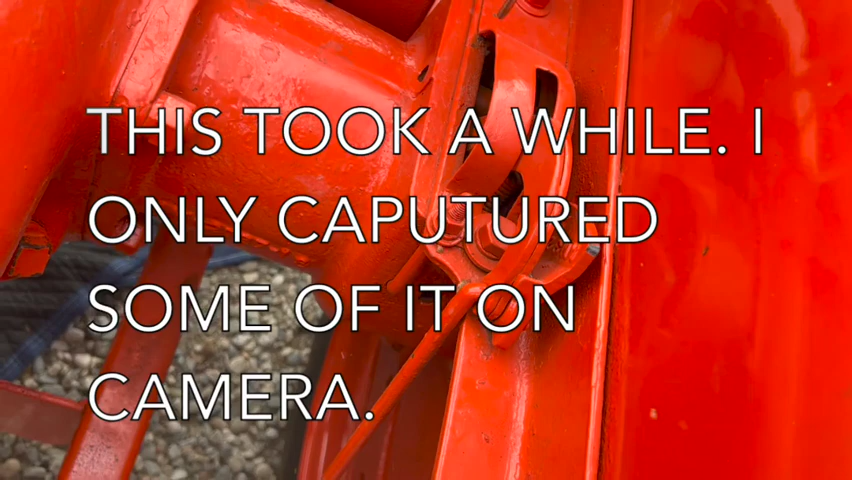 THIS TOOK A WHILE. I
ONLY CAPUTURED
SOME OF IT ON
CAMERA.